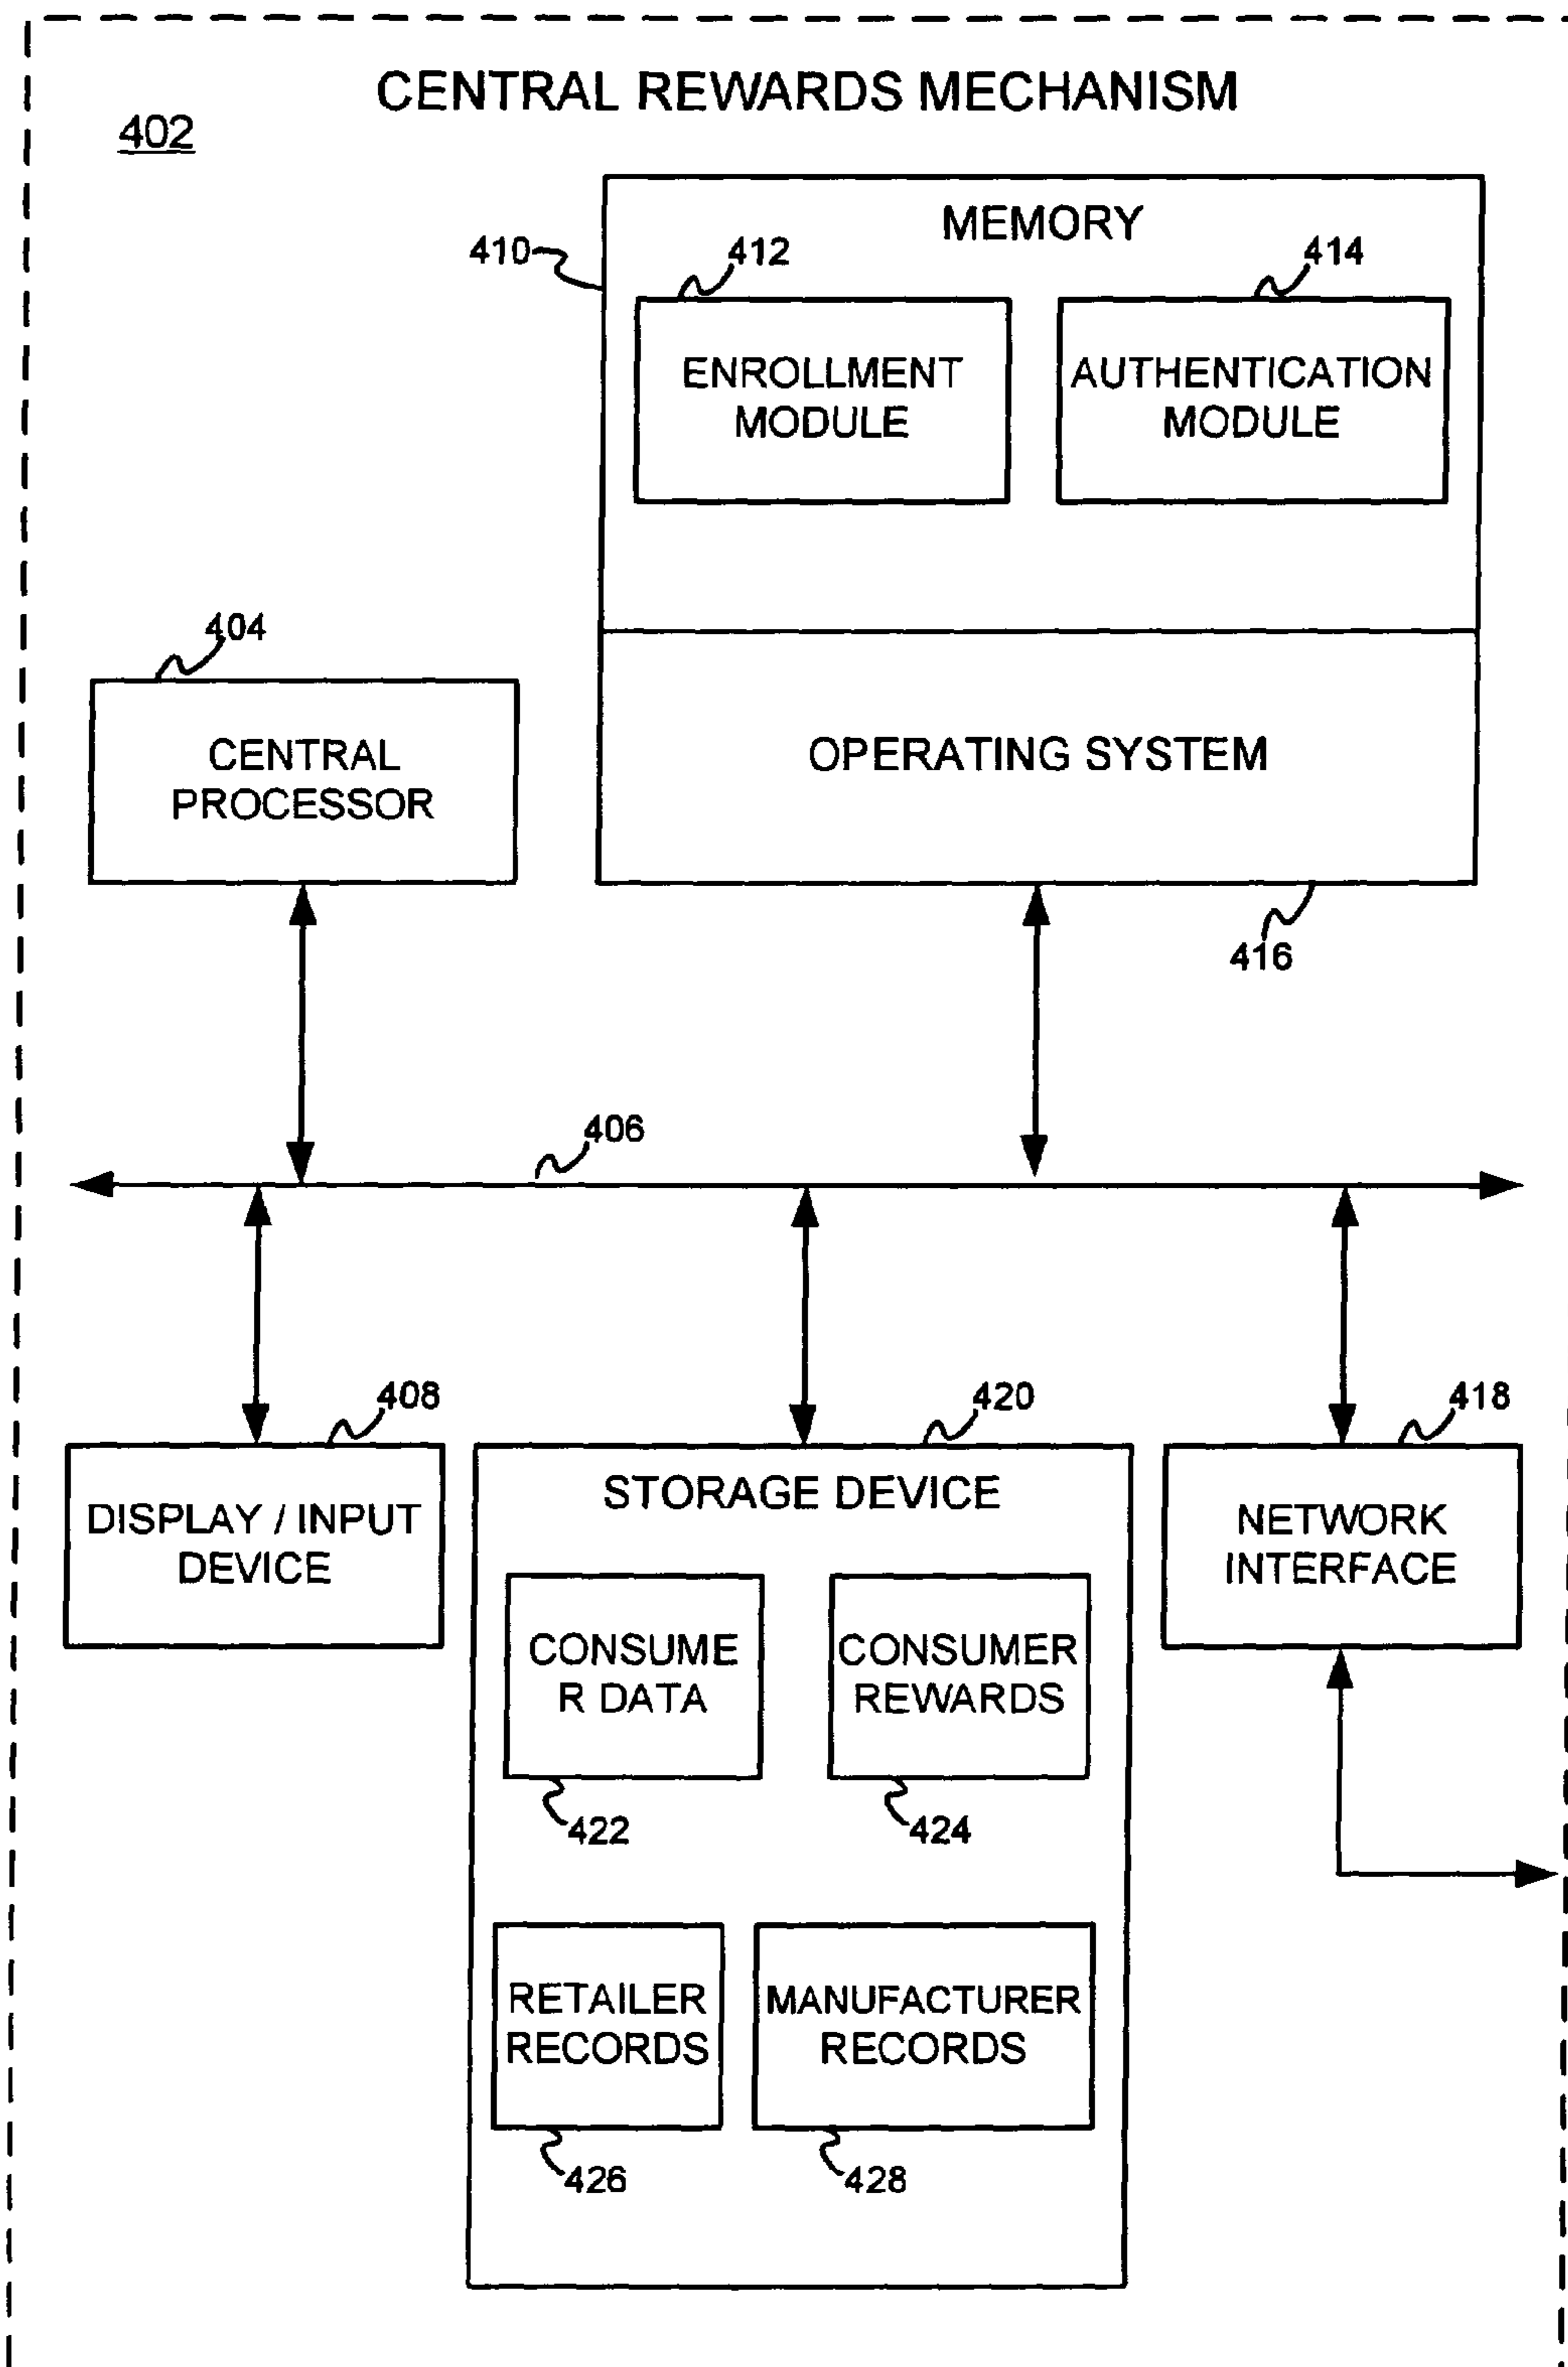 CENTRAL REWARDS MECHANISM
402
MEMORY
410
412
414
ENROLLMENT
MODULE
AUTHENTICATION
MODULE
404
CENTRAL
PROCESSOR
OPERATING SYSTEM
416
406
408
420
418
DISPLAY / INPUT
DEVICE
STORAGE DEVICE
NETWORK
INTERFACE
CONSUME
R DATA
CONSUMER
REWARDS
422
424
RETAILER
RECORDS
MANUFACTURER
RECORDS
426
428